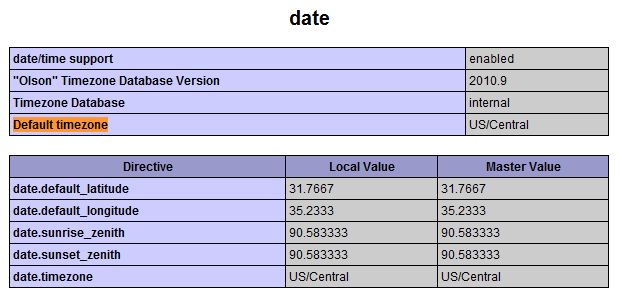 date
date/time support enabled
"Olson" Timezone Database Version 2010.9
Timezone Database internal
Default timezone US/Central
Directive Local Value Master Value
date.default_latitude 31.7667 31.7667
date.default_longitude 35.2333 35.2333
date.sunrise_zenith 90.583333 90.583333
date.sunset_zenith 90.583333 90.583333
date.timezone US/Central US/Central